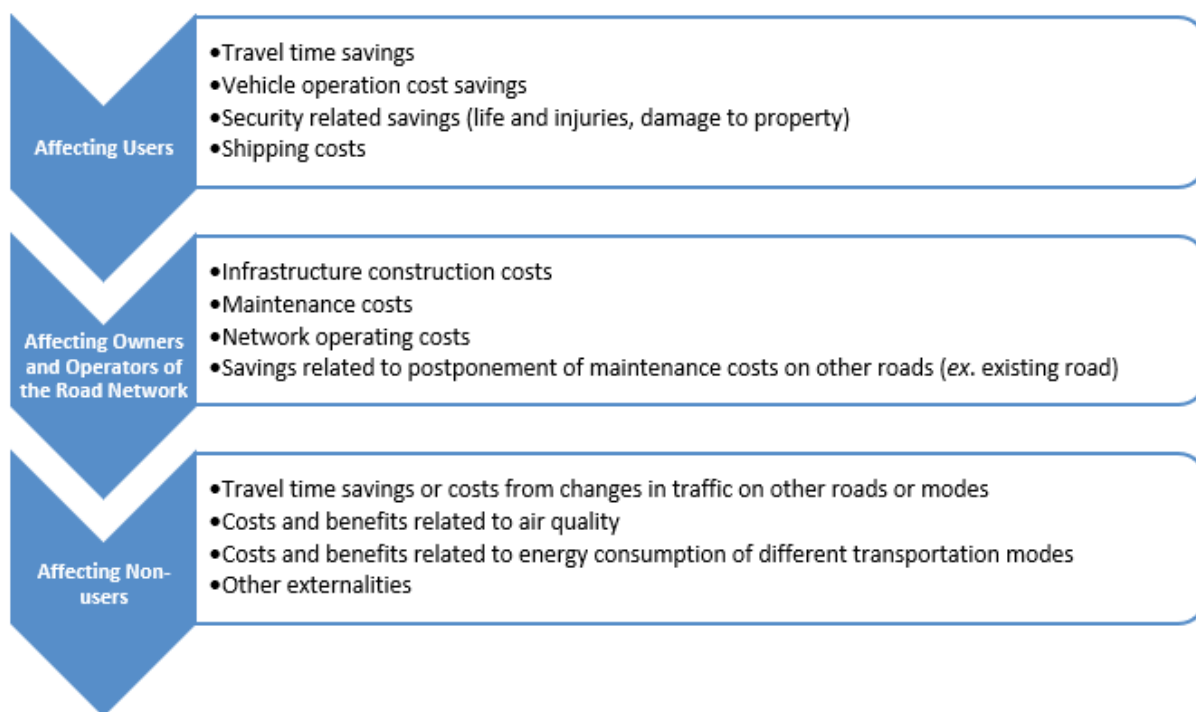 Affecting Users
•Travel time savings
•Vehicle operation cost savings
•Security related savings (life and injuries, damage to property)
•Shipping costs
Affecting Owners
and Operators of
the Road Network
•Infrastructure construction costs
•Maintenance costs
•Network operating costs
•Savings related to postponement of maintenance costs on other roads (ex. existing road)
Affecting Non-
users
•Travel time savings or costs from changes in traffic on other roads or modes
•Costs and benefits related to air quality
•Costs and benefits related to energy consumption of different transportation modes
•Other externalities